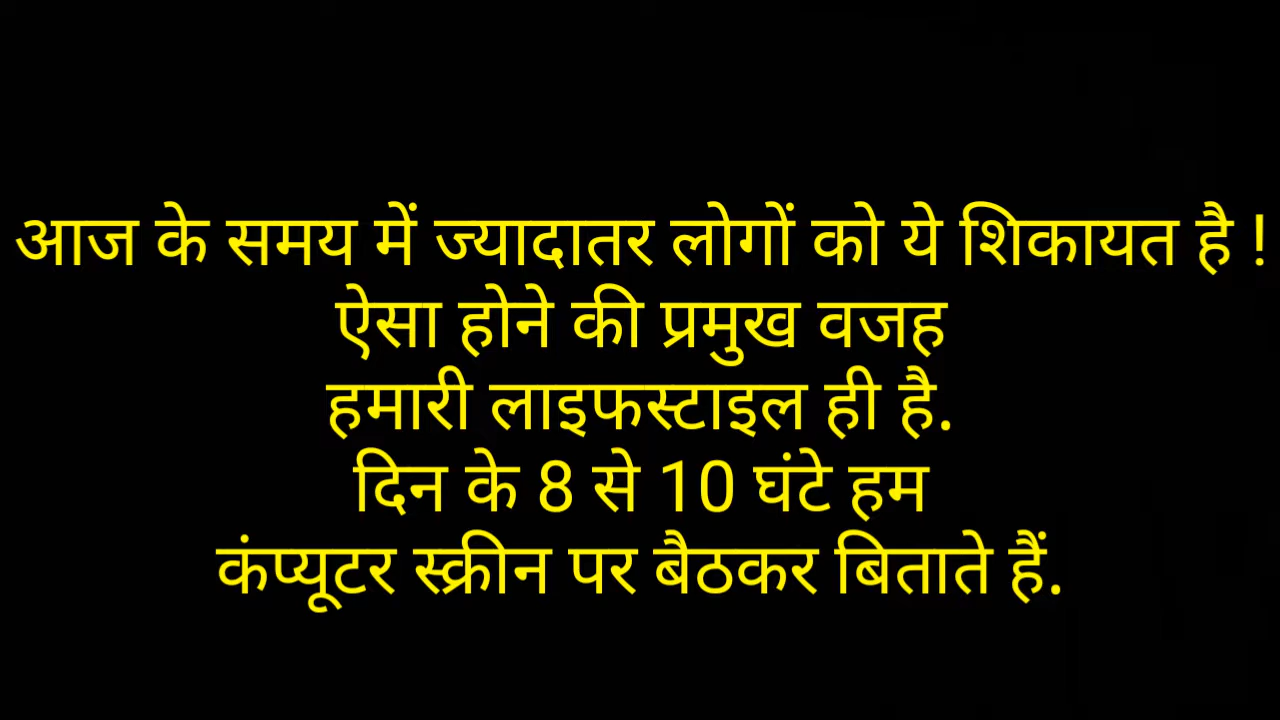 आज के समय में ज्यादातर लोगों को ये शिकायत है !
ऐसा होने की प्रमुख वजह
हमारी लाइफस्टाइल ही है.
दिन के 8 से 10 घंटे हम
कंप्यूटर स्क्रीन पर बैठकर बिताते हैं.